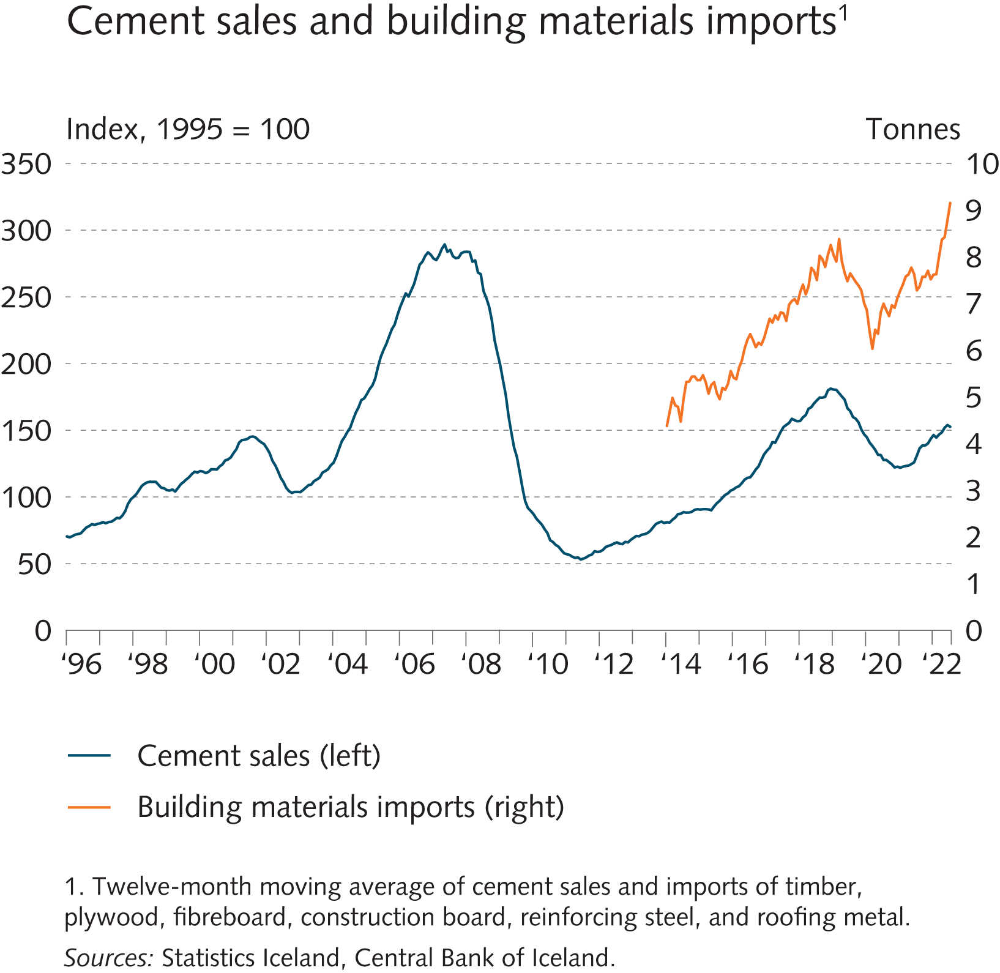 Cement sales and building materials imports¹
Index, 1995 = 100 Tonnes
350 10
9
300
8
250 7
6
200
5
150
4
100 3
2
50
1
0 0
‘96 ‘98 ‘00 ‘02 ‘04 ‘06 ‘08 ‘10 ‘12 ‘14 ‘16 ‘18 ‘20 ‘22
Cement sales (left)
Building materials imports (right)
1. Twelve-month moving average of cement sales and imports of timber,
plywood, fibreboard, construction board, reinforcing steel, and roofing metal.
Sources: Statistics Iceland, Central Bank of Iceland.